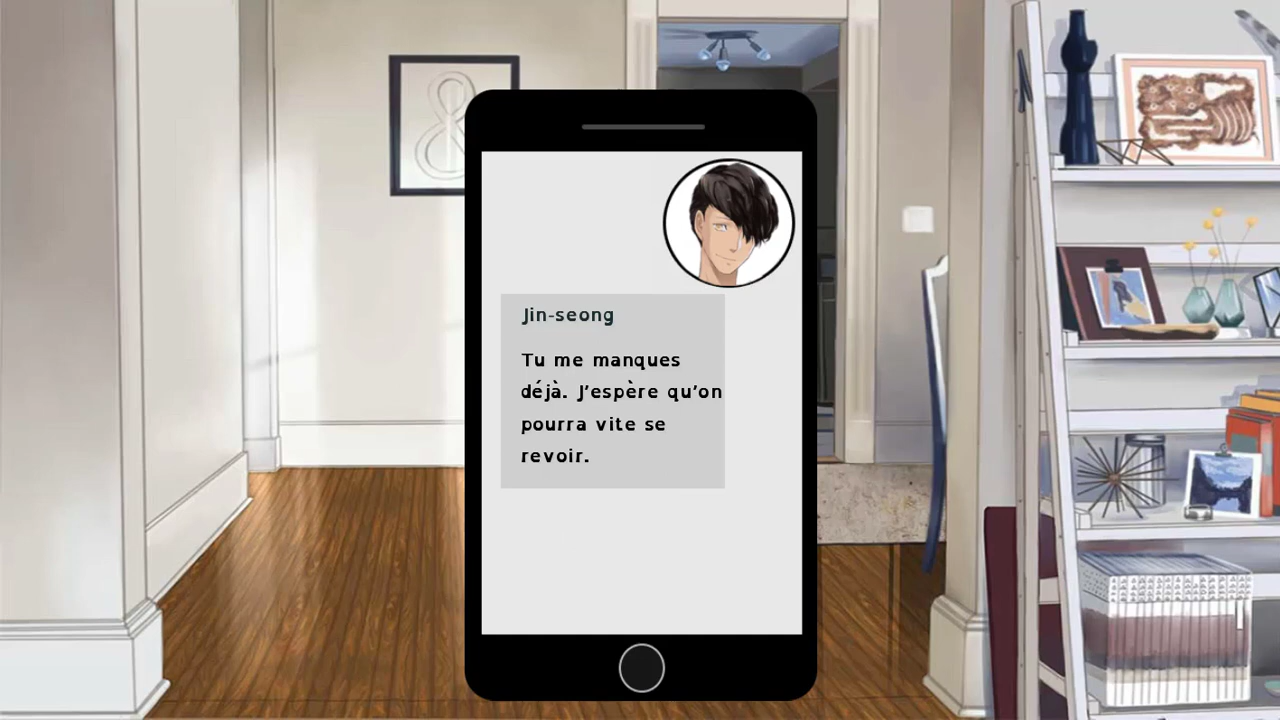 Jin-seong
Tu me manques
déjà. J'espère qu'on
pourra vite se
revoir.